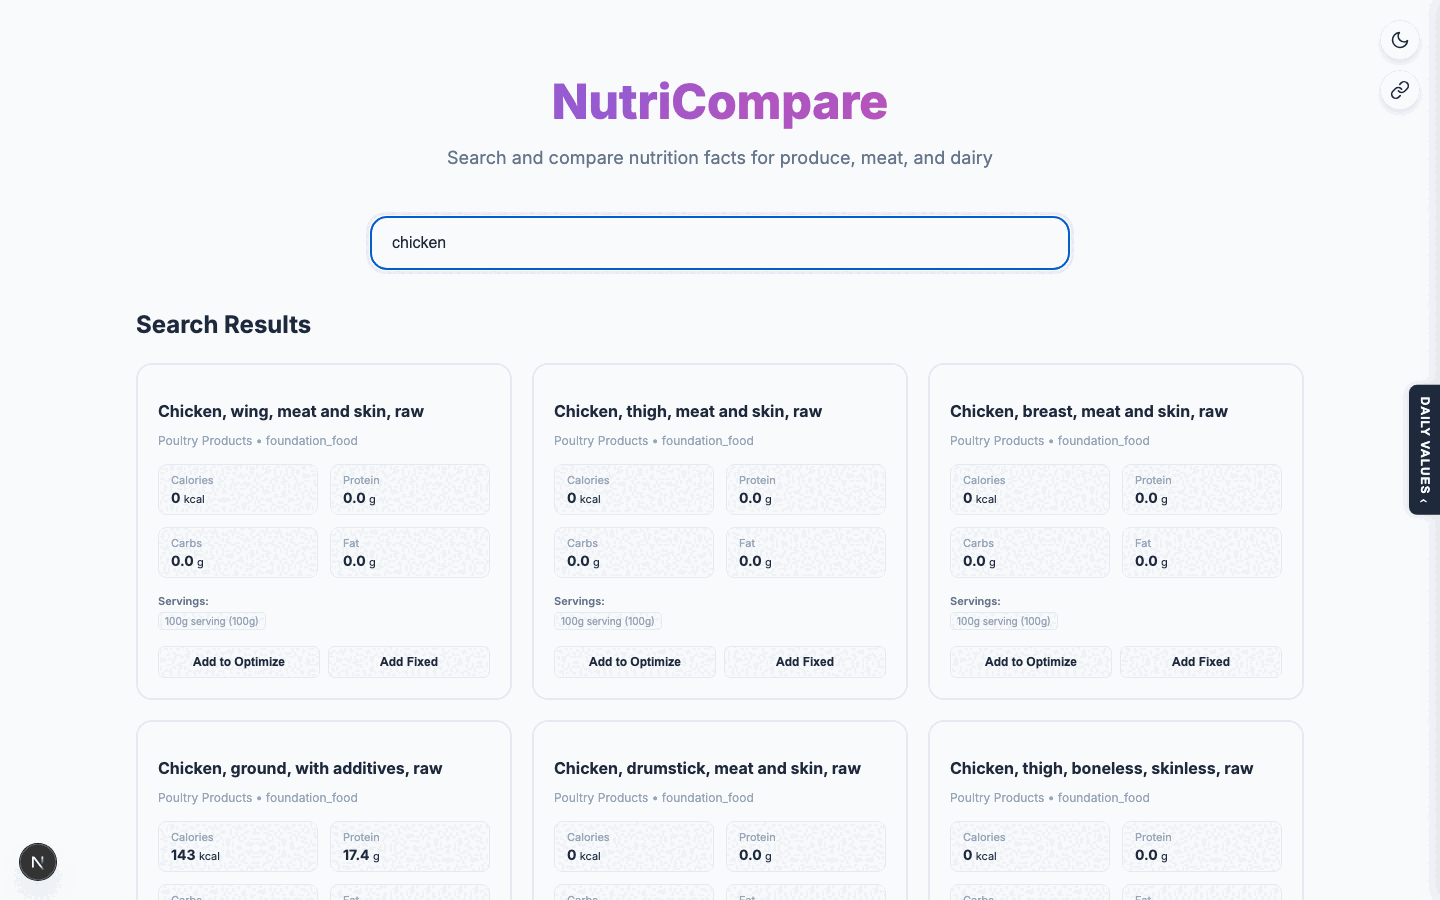 NutriCompare
Search and compare nutrition facts for produce, meat, and dairy
chicken
Search Results
Chicken, wing, meat and skin, raw
Poultry Products • foundation_food
Calories
0 kcal
Protein
0.0 g
Carbs
0.0 g
Fat
0.0 g
Servings:
100g serving (100g)
Add to Optimize
Add Fixed
Chicken, thigh, meat and skin, raw
Poultry Products • foundation_food
Calories
0 kcal
Protein
0.0 g
Carbs
0.0 g
Fat
0.0 g
Servings:
100g serving (100g)
Add to Optimize
Add Fixed
Chicken, breast, meat and skin, raw
Poultry Products • foundation_food
Calories
0 kcal
Protein
0.0 g
Carbs
0.0 g
Fat
0.0 g
Servings:
100g serving (100g)
Add to Optimize
Add Fixed
Chicken, ground, with additives, raw
Poultry Products • foundation_food
Calories
143 kcal
Protein
17.4 g
Carbs
Fat
Chicken, drumstick, meat and skin, raw
Poultry Products • foundation_food
Calories
0 kcal
Protein
0.0 g
Carbs
Fat
Chicken, thigh, boneless, skinless, raw
Poultry Products • foundation_food
Calories
0 kcal
Protein
0.0 g
Carbs
Fat
DAILY VALUES
N